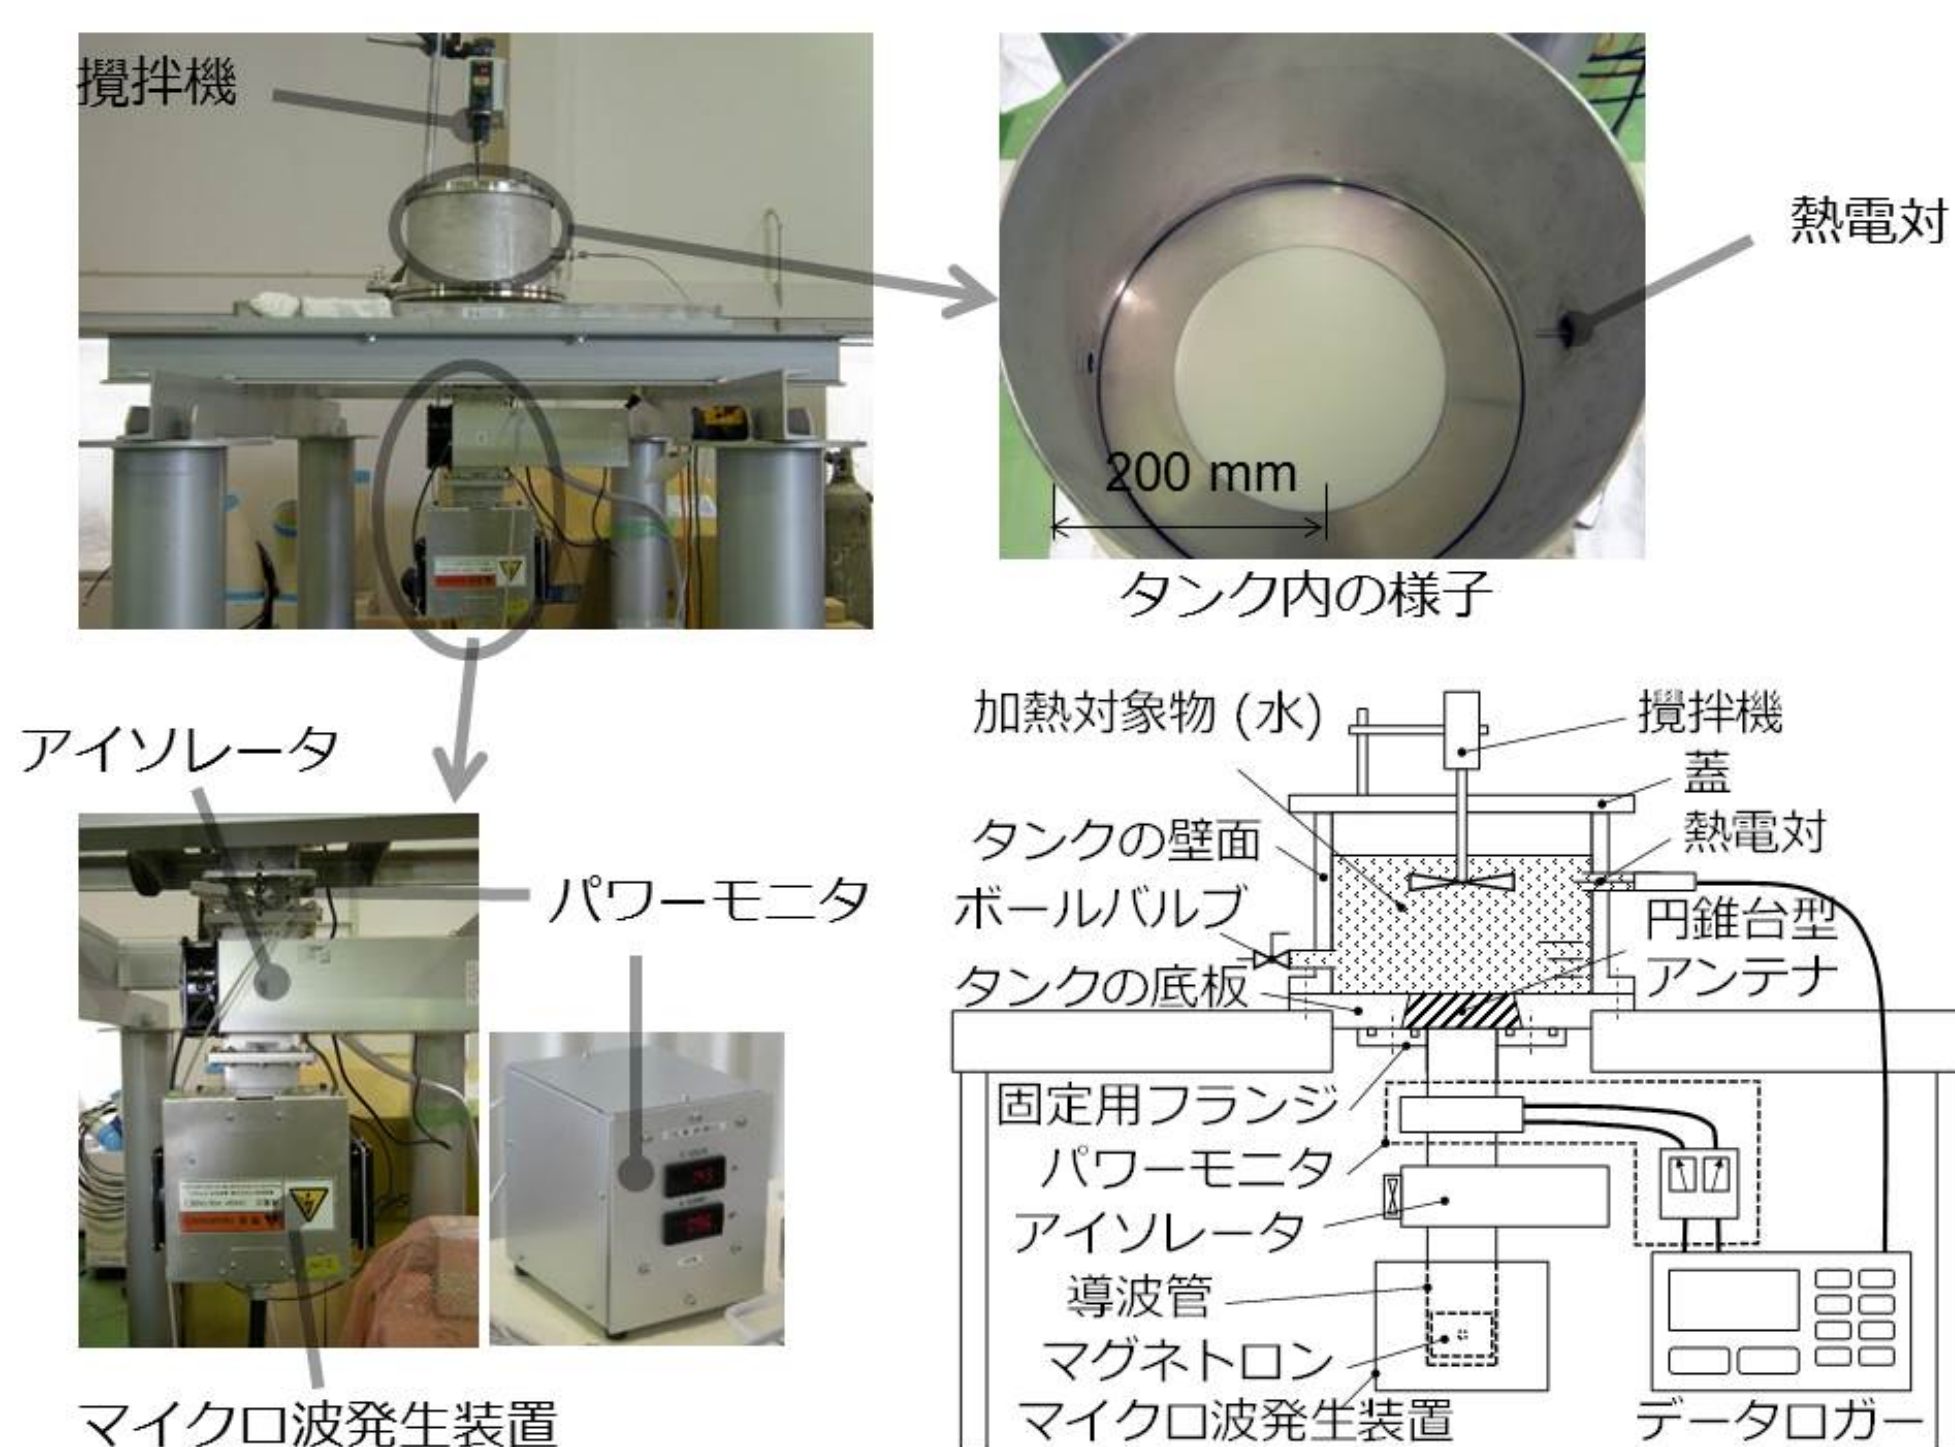 攪拌機
熱電対
200 mm
タンク内の様子
アイソレータ
パワーモニタ
マイクロ波発生装置
加熱対象物 (水)
攪拌機
蓋
タンクの壁面
熱電対
ボールバルブ
円錐台型
アンテナ
タンクの底板
固定用フランジ
パワーモニタ
アイソレータ
導波管
マグネトロン
マイクロ波発生装置
データロガー